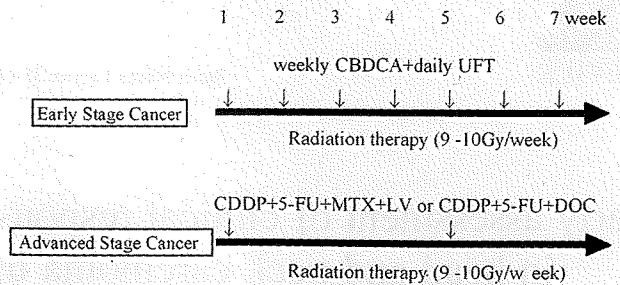 1 2 3 4 5 6 7 week
weekly CBDCA+daily UFT
Early Stage Cancer
Radiation therapy (9 -10Gy/week)
CDDP+5-FU+MTX+LV or CDDP+5-FU+DOC
Advanced Stage Cancer
Radiation therapy (9 -10Gy/w eek)